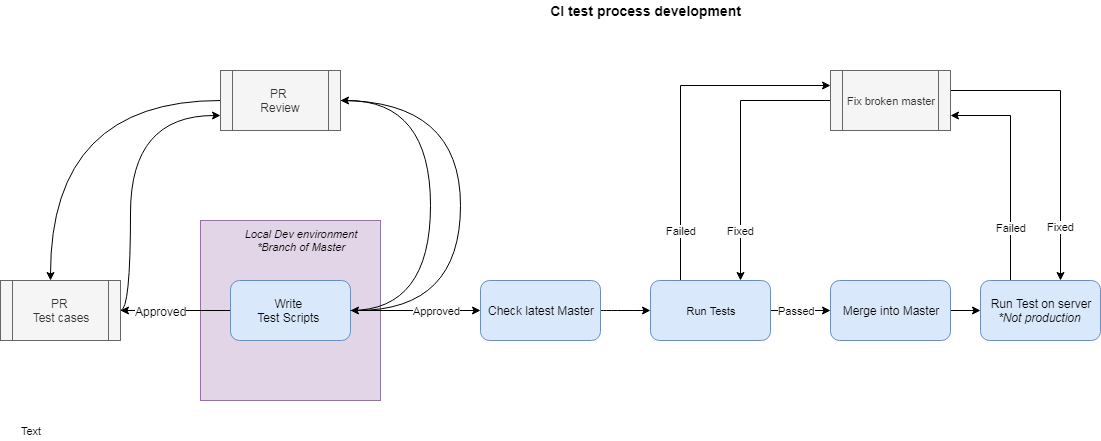 CI test process development
PR
Review
Fix broken master
Local Dev environment
*Branch of Master
Failed
Fixed
Failed
Fixed
PR
Test cases
Approved
Write
Test Scripts
Approved
Check latest Master
Run Tests
Passed
Merge into Master
Run Test on server
*Not production
Text